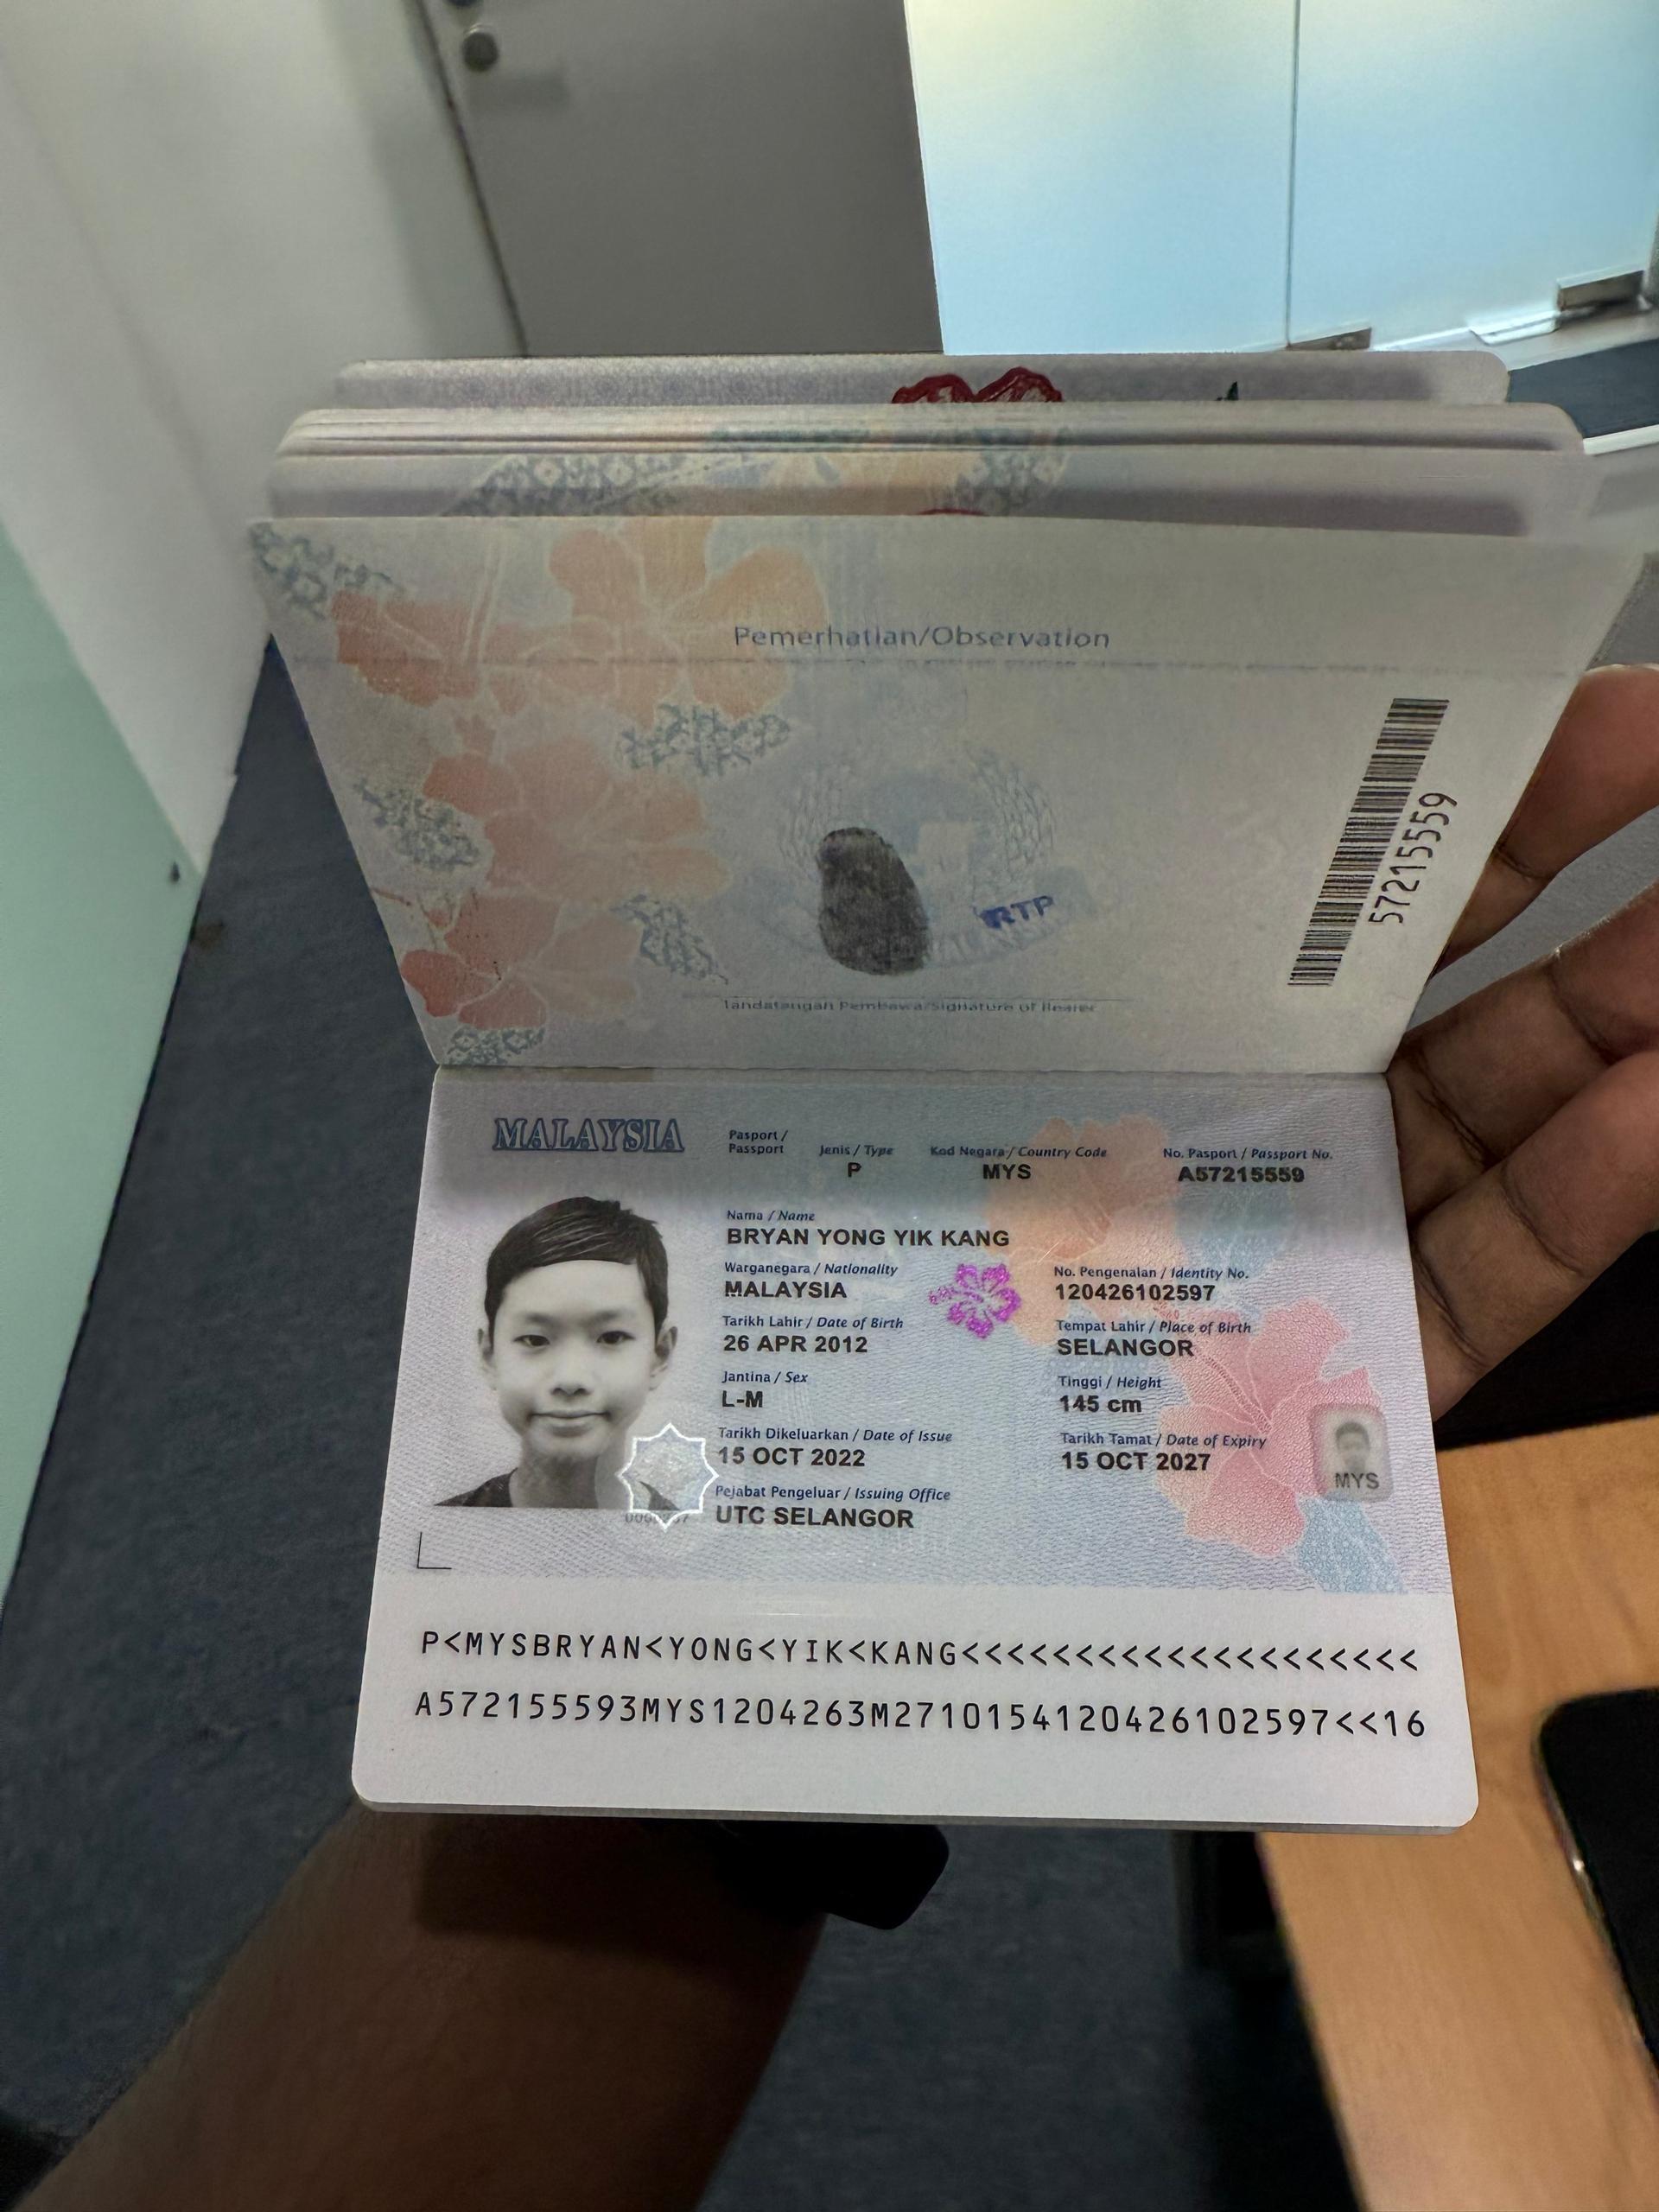 Pemerhatian/Observation
57215559
RTP
Tandatangan Pembawa/Signature of Bearer
MALAYSIA
Pasport /
Passport
Jenis / Type
P
Kod Negara / Country Code
MYS
No. Pasport / Passport No.
A57215559
Nama / Name
BRYAN YONG YIK KANG
Warganegara / Nationality
MALAYSIA
No. Pengenalan / Identity No.
120426102597
Tarikh Lahir / Date of Birth
26 APR 2012
Tempat Lahir / Place of Birth
SELANGOR
Jantina / Sex
L-M
Tinggi / Height
145 cm
Tarikh Dikeluarkan / Date of Issue
15 OCT 2022
Tarikh Tamat / Date of Expiry
15 OCT 2027
MYS
Pejabat Pengeluar / Issuing Office
UTC SELANGOR
P<MYSBRYAN<YONG<YIK<KANG<<<<<<<<<<<<<<<<<<<<
A572155593MYS1204263M2710154120426102597<<16